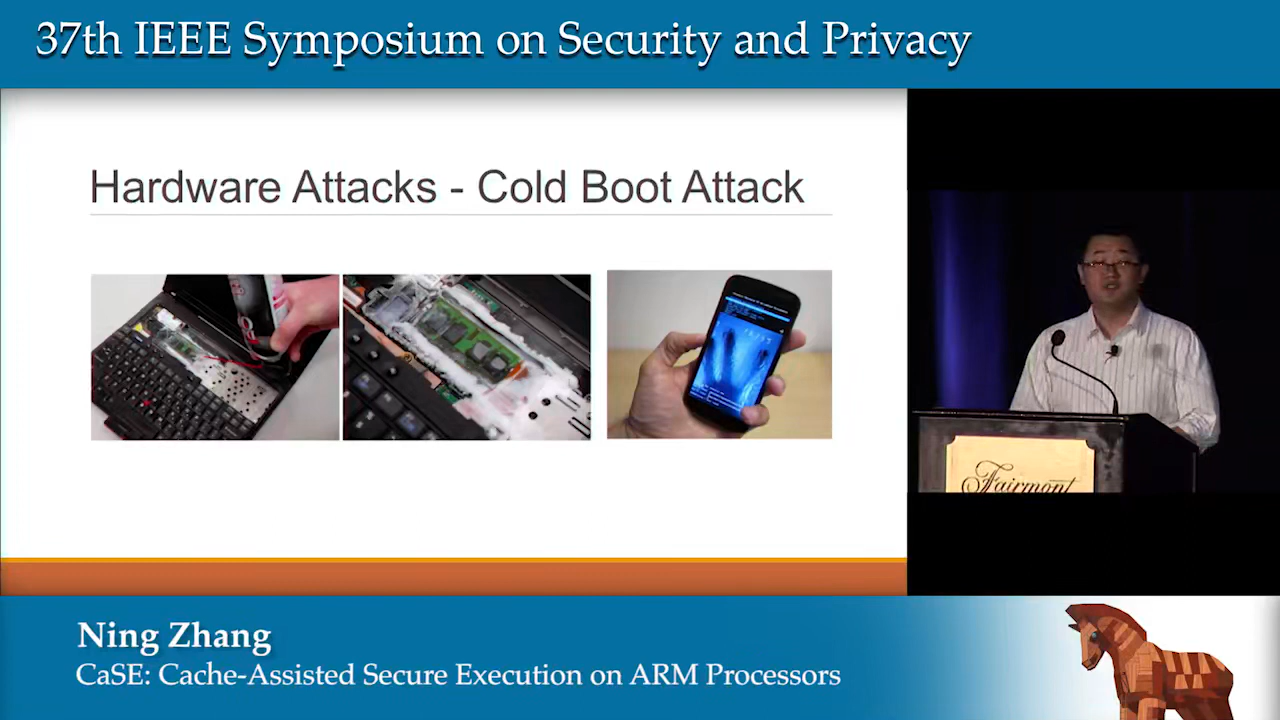 37th IEEE Symposium on Security and Privacy
Hardware Attacks - Cold Boot Attack
Fairmont
Ning Zhang
CaSE: Cache-Assisted Secure Execution on ARM Processors